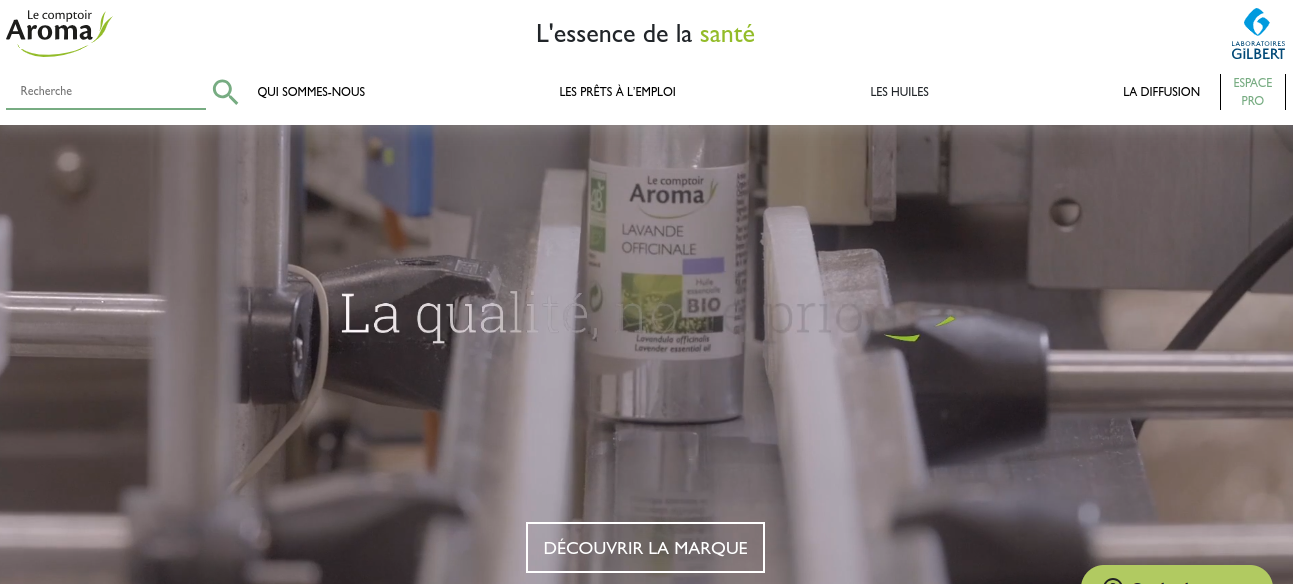 Le comptoir
Aroma
L'essence de la santé
LABORATOIRES
GiLBERT
Recherche
QUI SOMMES-NOUS
LES PRÊTS À L'EMPLOI
LES HUILES
LA DIFFUSION
ESPACE
PRO
Le comptoir
Aroma
LAVANDE
OFFICINALE
Huile
essentielle
BIO
Lavandula officinalis
Lavender essential oil
La qualité, notre prio
DÉCOUVRIR LA MARQUE